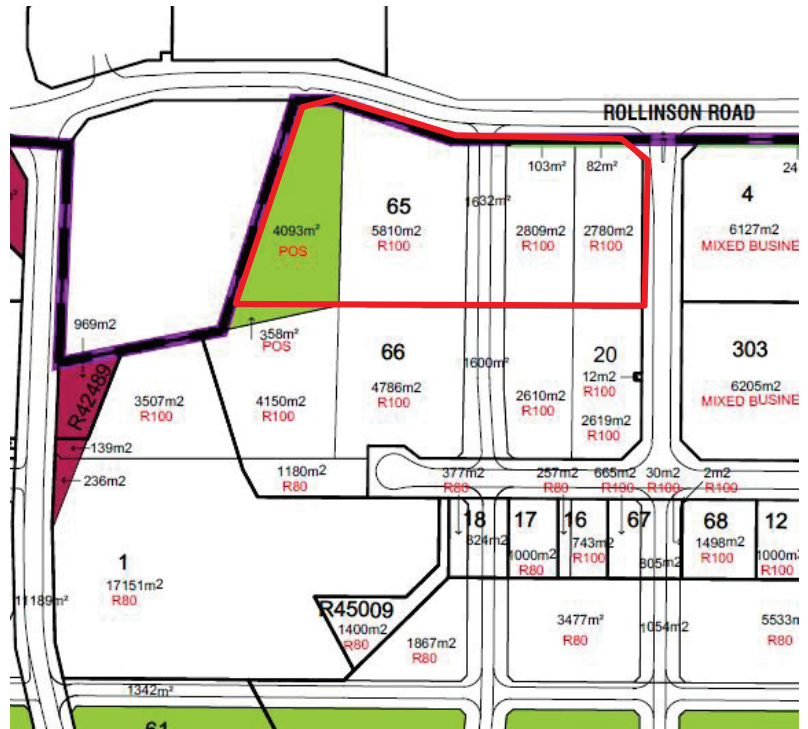 ROLLINSON ROAD
103m²
82m²
24
65
1632m²
4
4093m²
POS
5810m2
R100
2809m2
R100
2780m2
R100
6127m2
MIXED BUSINE
969m2
358m²
POS
66
4786m2
R100
1600m²
20
12m2
R100
303
6205m2
MIXED BUSINE
R42489
3507m2
R100
4150m2
R100
2610m2
R100
2619m2
R100
139m2
236m2
1180m2
R80
377m2
R80
257m2
R80
665m2
R100
30m2
R100
2m2
R100
18
824m2
17
1000m2
R80
16
743m2
R100
67
805m2
68
1498m2
R100
12
1000m
R100
1
17151m2
R80
11189m²
R45009
1400m2
R80
1867m2
R80
3477m²
R80
1054m2
5533m
R80
1342m²
61